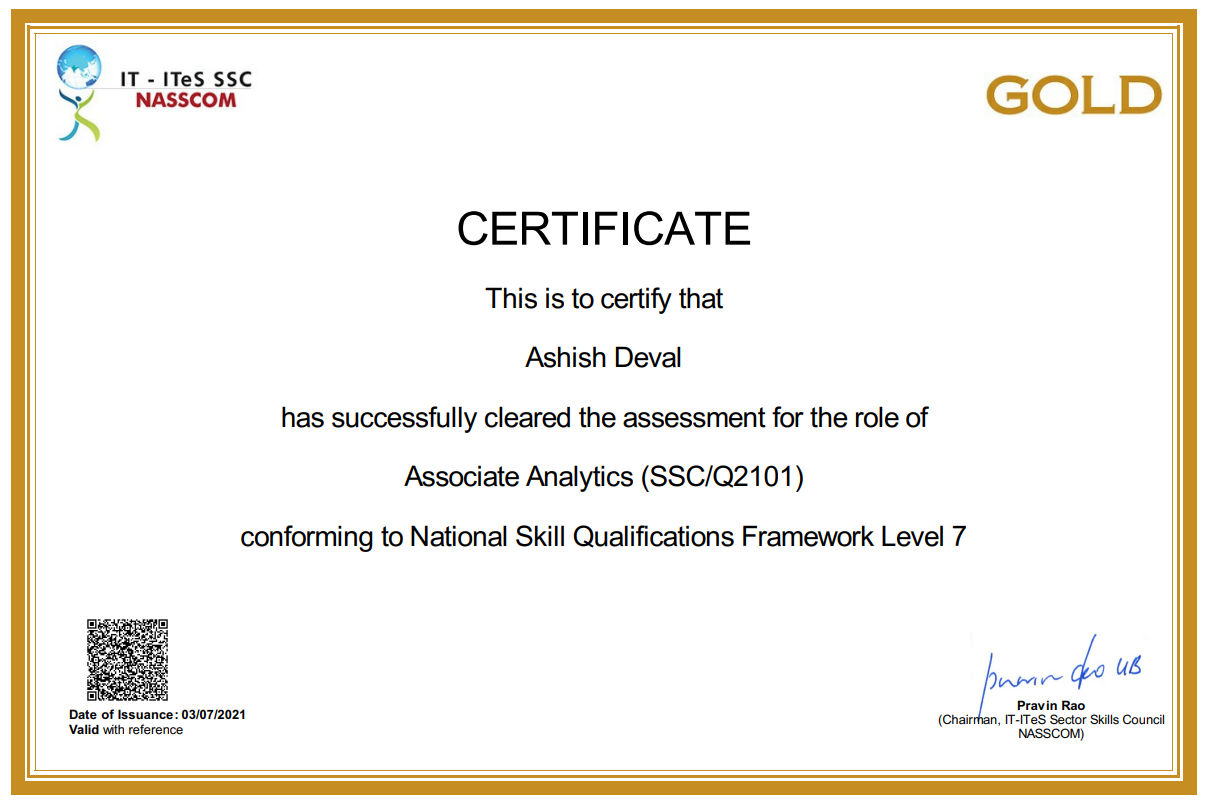 IT - ITeS SSC
NASSCOM
GOLD
CERTIFICATE
This is to certify that
Ashish Deval
has successfully cleared the assessment for the role of
Associate Analytics (SSC/Q2101)
conforming to National Skill Qualifications Framework Level 7
Date of Issuance: 03/07/2021
Valid with reference
Pravin Rao UB
Pravin Rao
(Chairman, IT-ITeS Sector Skills Council
NASSCOM)